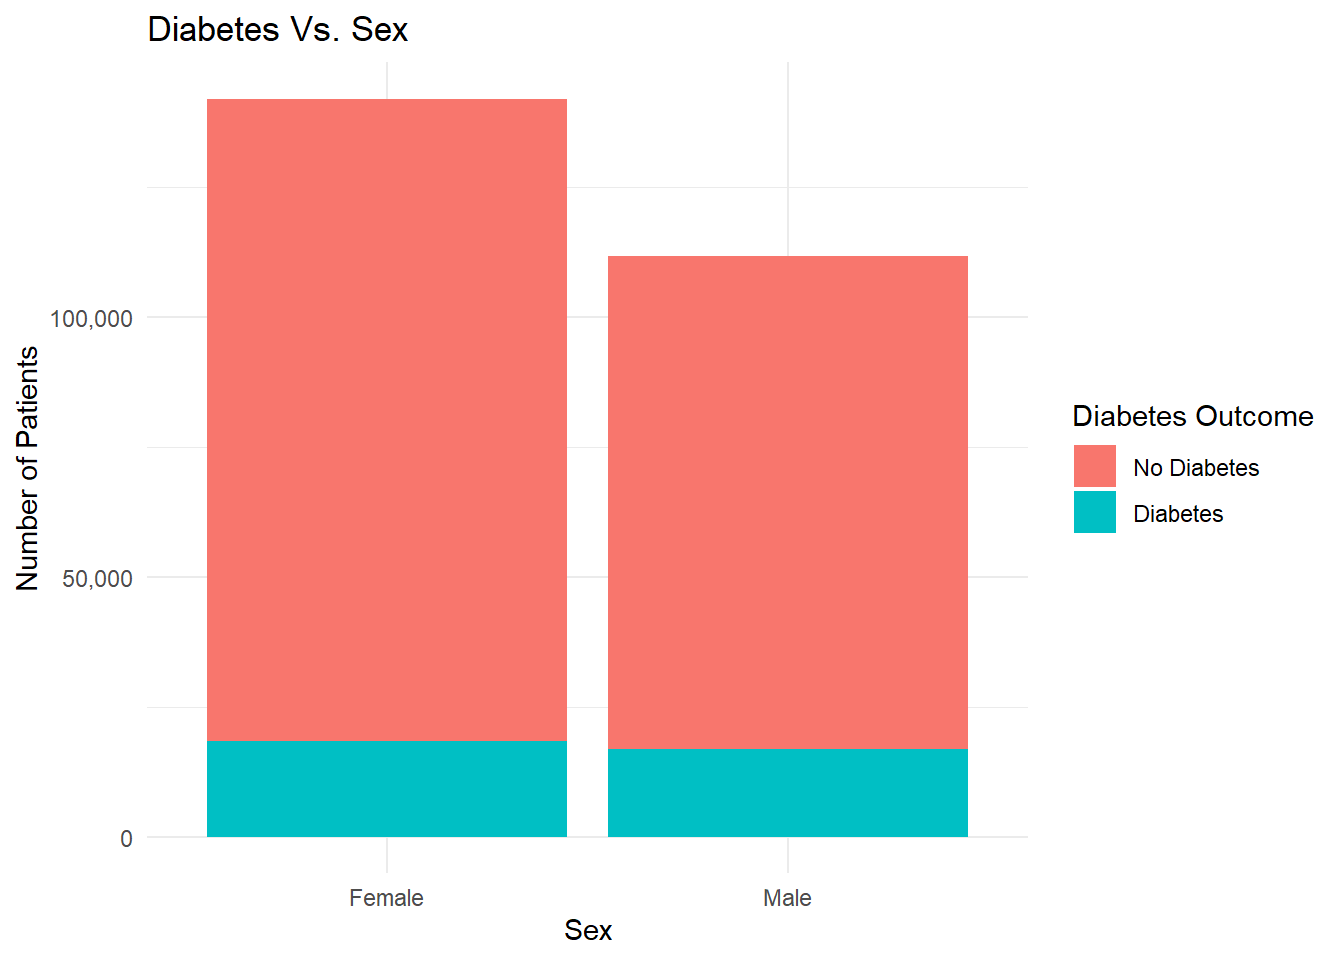 Diabetes Vs. Sex
Number of Patients
100,000
50,000
0
Female
Male
Sex
Diabetes Outcome
No Diabetes
Diabetes